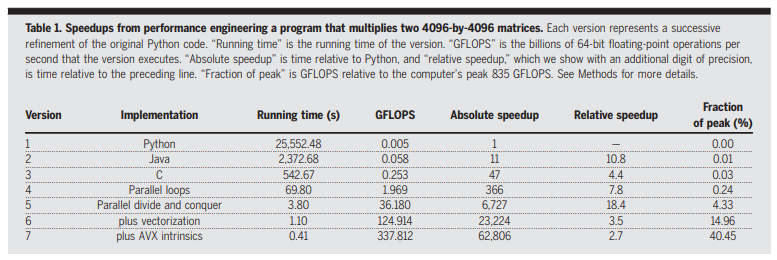 Table 1. Speedups from performance engineering a program that multiplies two 4096-by-4096 matrices. Each version represents a successive
refinement of the original Python code. “Running time” is the running time of the version. “GFLOPS” is the billions of 64-bit floating-point operations per
second that the version executes. “Absolute speedup” is time relative to Python, and “relative speedup,” which we show with an additional digit of precision,
is time relative to the preceding line. “Fraction of peak” is GFLOPS relative to the computer’s peak 835 GFLOPS. See Methods for more details.
Version Implementation Running time (s) GFLOPS Absolute speedup Relative speedup Fraction
of peak (%)
1 Python 25,552.48 0.005 1 — 0.00
2 Java 2,372.68 0.058 11 10.8 0.01
3 C 542.67 0.253 47 4.4 0.03
4 Parallel loops 69.80 1.969 366 7.8 0.24
5 Parallel divide and conquer 3.80 36.180 6,727 18.4 4.33
6 plus vectorization 1.10 124.914 23,224 3.5 14.96
7 plus AVX intrinsics 0.41 337.812 62,806 2.7 40.45